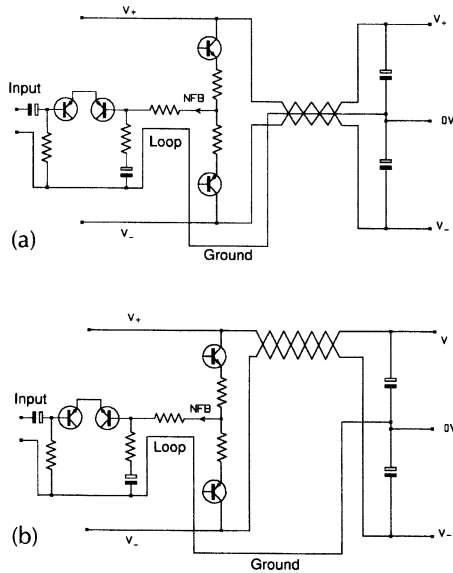 V+
V+
Input
NFB
0V
Loop
V–
V–
Ground
(a)
V+
V
Input
NFB
0V
Loop
V–
V–
Ground
(b)